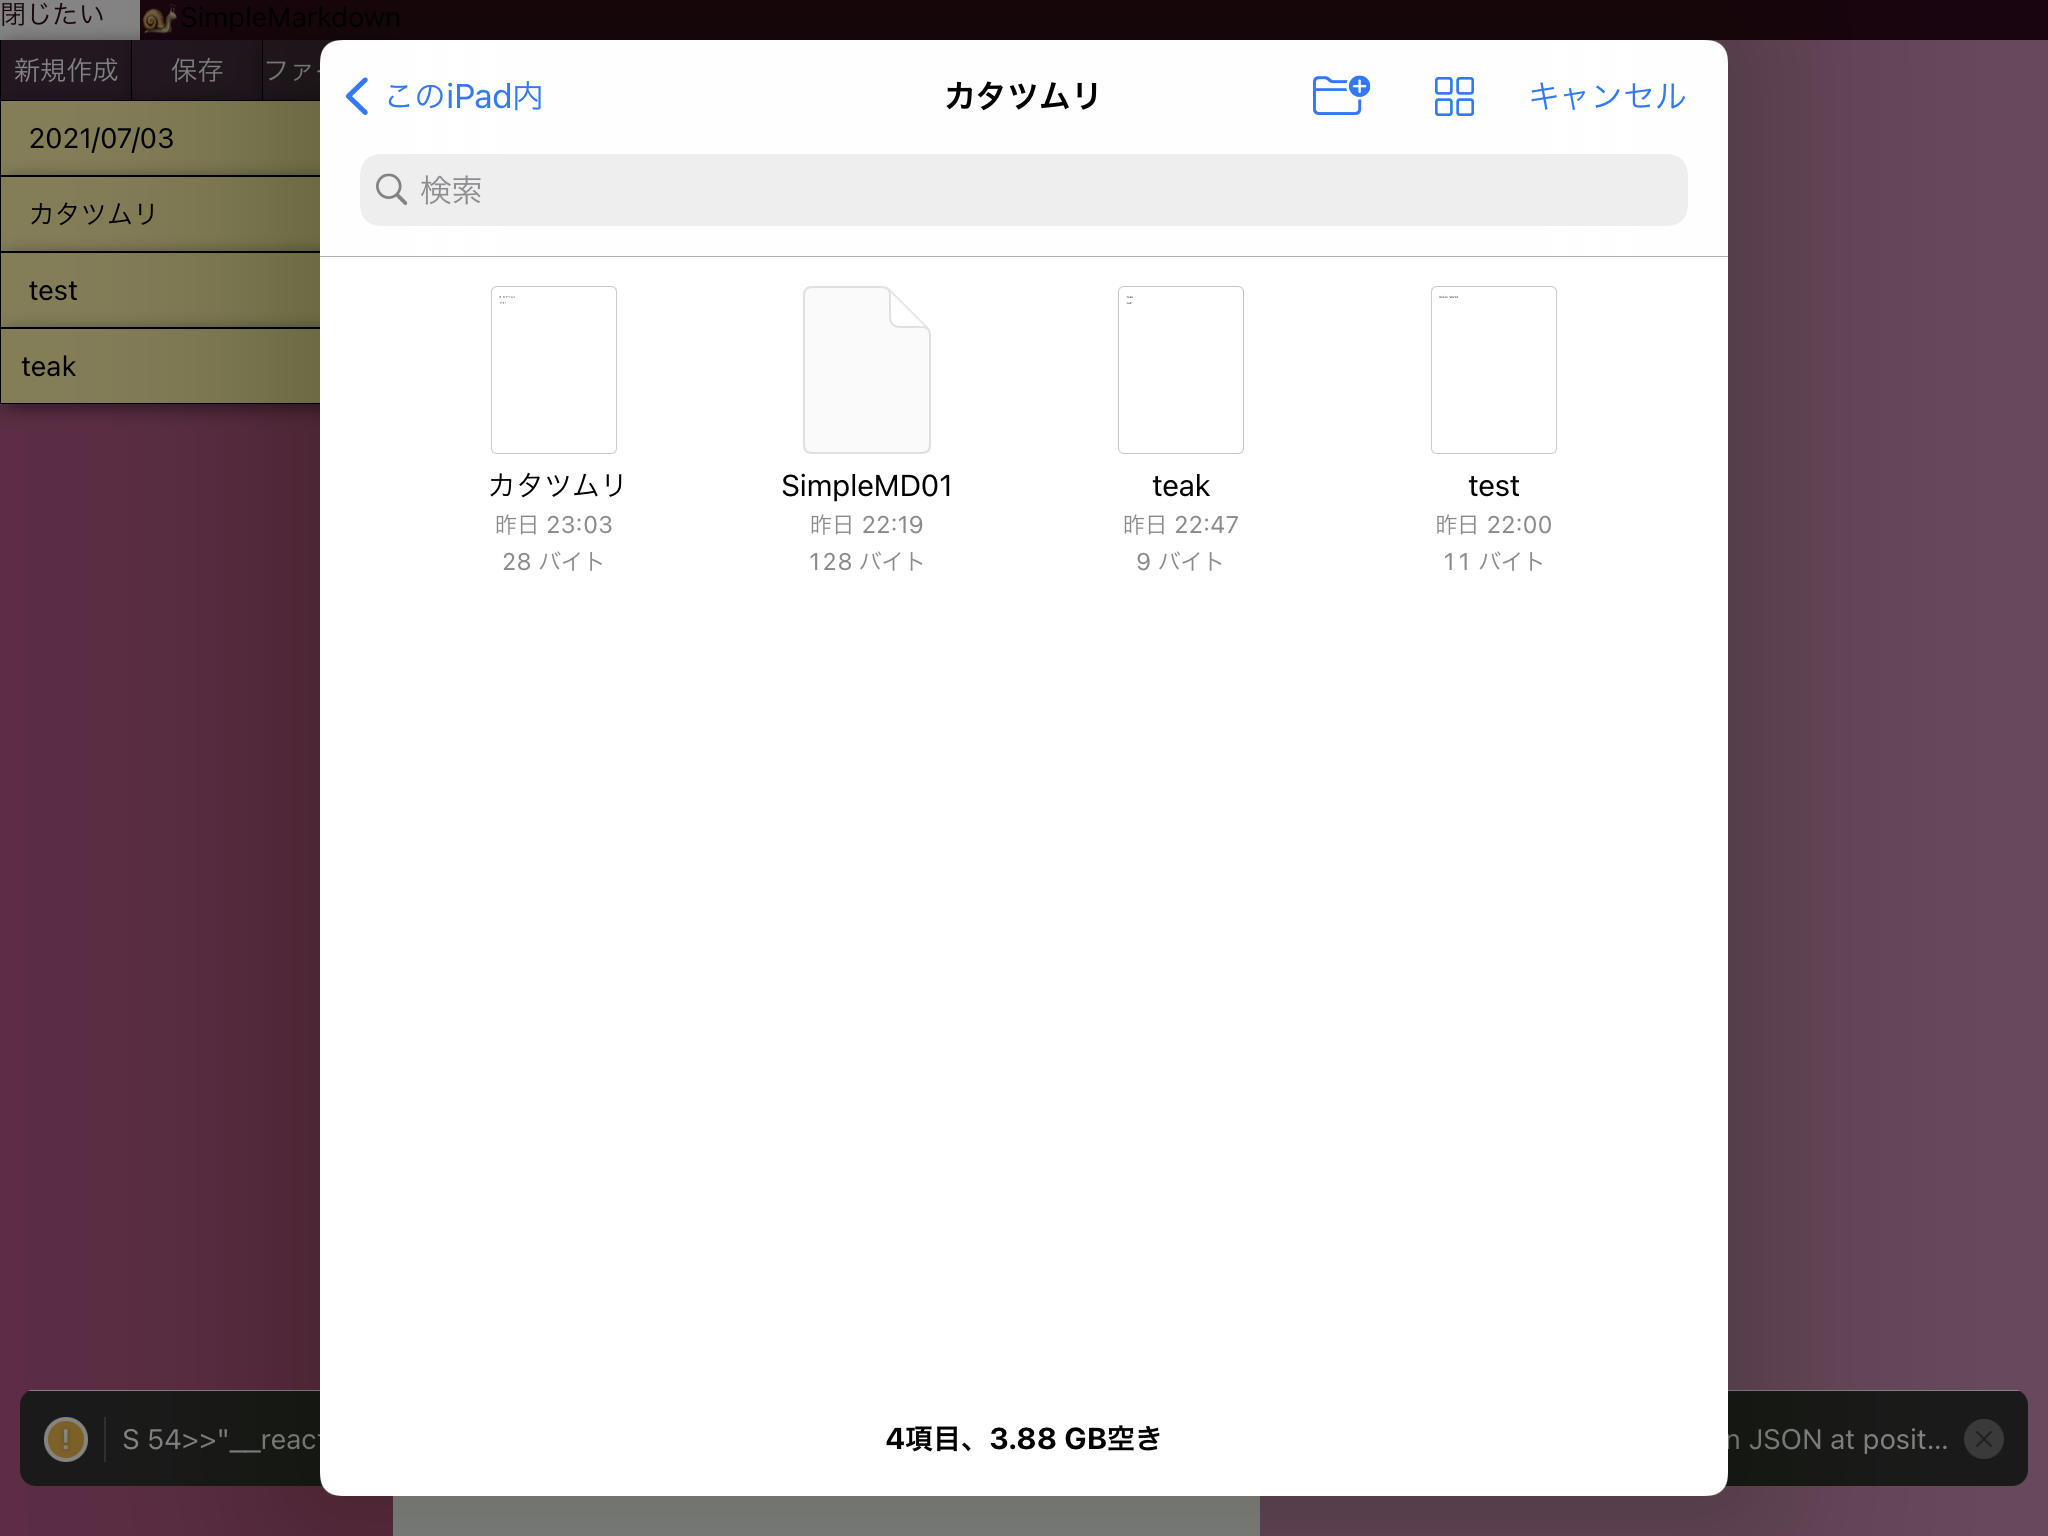 閉じたい
🐌SimpleMarkdown
新規作成
保存
ファイ
2021/07/03
カタツムリ
test
teak
このiPad内
カタツムリ
キャンセル
検索
カタツムリ
昨日 23:03
28 バイト
SimpleMD01
昨日 22:19
128 バイト
teak
昨日 22:47
9 バイト
test
昨日 22:00
11 バイト
4項目、3.88 GB空き
S 54>>"__reac
n JSON at posit...